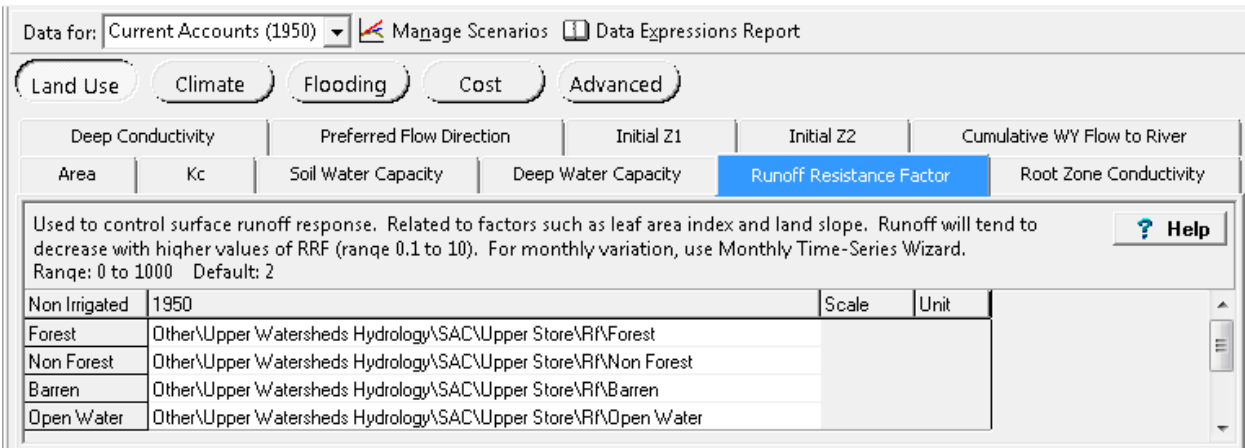 Data for: Current Accounts (1950) Manage Scenarios Data Expressions Report
Land Use Climate Flooding Cost Advanced
Deep Conductivity Preferred Flow Direction Initial Z1 Initial Z2 Cumulative WY Flow to River
Area Kc Soil Water Capacity Deep Water Capacity Runoff Resistance Factor Root Zone Conductivity
Used to control surface runoff response. Related to factors such as leaf area index and land slope. Runoff will tend to
decrease with higher values of RRF (range 0.1 to 10). For monthly variation, use Monthly Time-Series Wizard.
Range: 0 to 1000 Default: 2
? Help
Non Irrigated 1950 Scale Unit
Forest Other\Upper Watersheds Hydrology\SAC\Upper Store\Rf\Forest
Non Forest Other\Upper Watersheds Hydrology\SAC\Upper Store\Rf\Non Forest
Barren Other\Upper Watersheds Hydrology\SAC\Upper Store\Rf\Barren
Open Water Other\Upper Watersheds Hydrology\SAC\Upper Store\Rf\Open Water